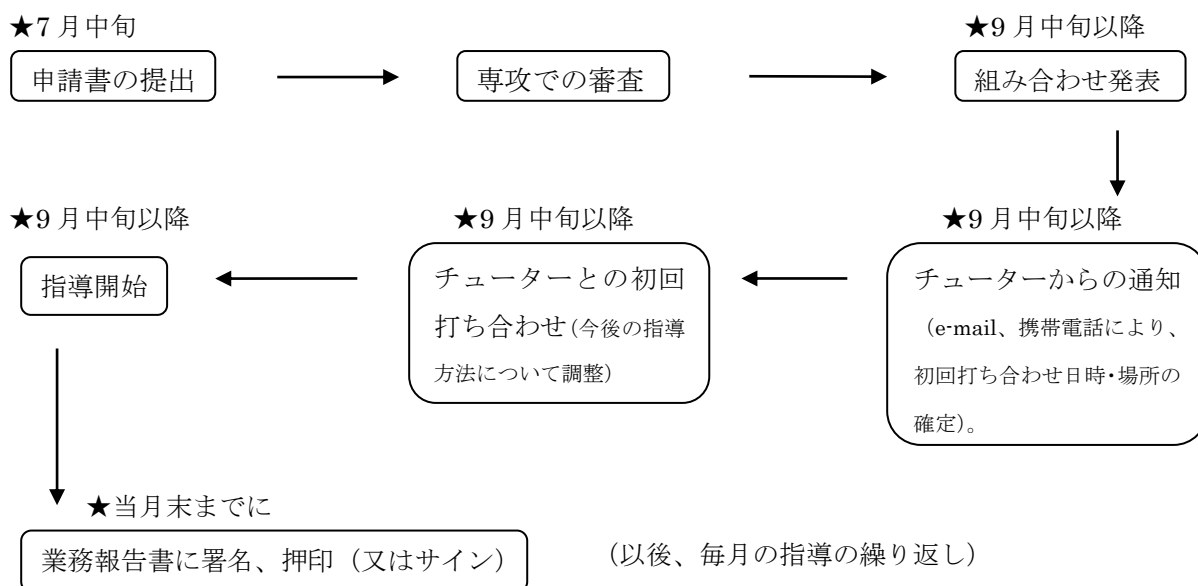 ★7月中旬
申請書の提出
専攻での審査
★9月中旬以降
組み合わせ発表
★9月中旬以降
チューターからの通知
（e-mail、携帯電話により、
初回打ち合わせ日時・場所の
確定）。
★9月中旬以降
チューターとの初回
打ち合わせ（今後の指導
方法について調整）
★9月中旬以降
指導開始
★当月末までに
業務報告書に署名、押印（又はサイン）
（以後、毎月の指導の繰り返し）